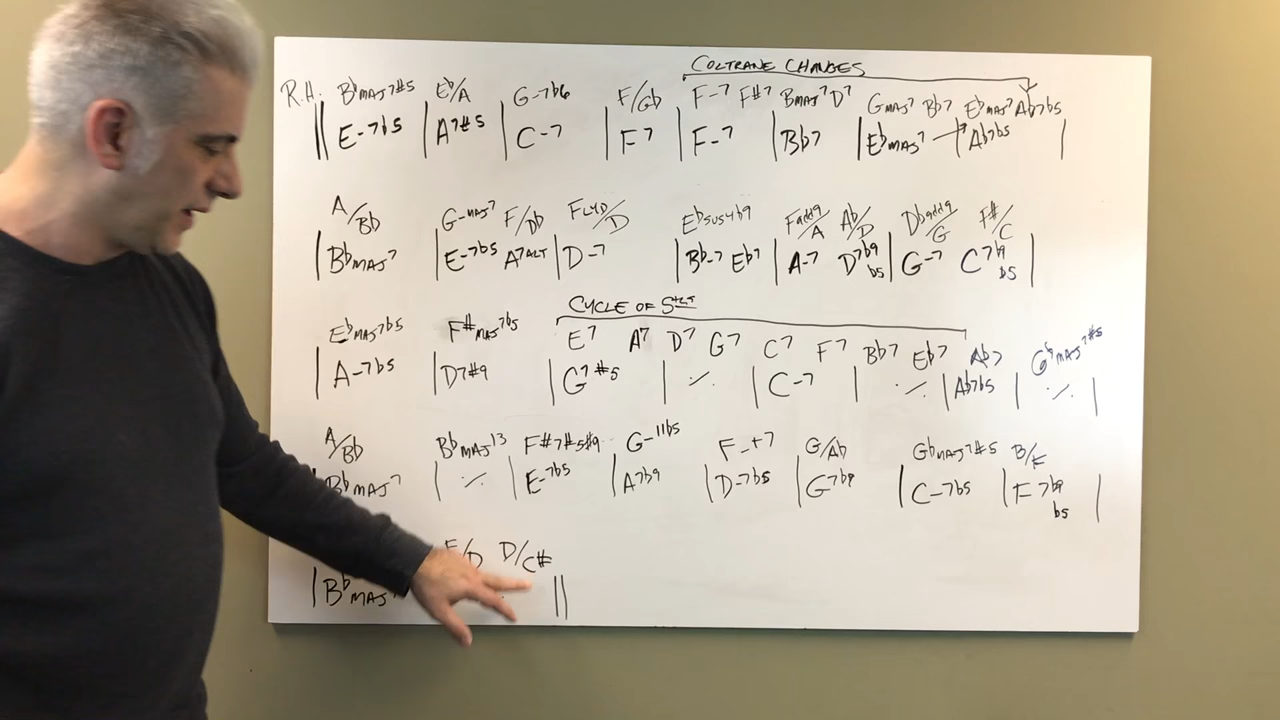 COLTRANE CHANGES
R.H. B♭MAJ7#5 E♭/A G-7♭6 F/G♭ F-7 F#7 BMAJ7 D7 GMAJ7 B♭7 E♭MAJ7 A♭7♭5
|| E-7♭5 | A7#5 | C-7 | F7 | F-7 | B♭7 | E♭MAJ7 → | A♭7♭5 |
A/B♭ G-MAJ7 F/D♭ FLYD/D E♭SUS4♭9 Fadd9/A A♭/D D♭add9/G F#/C
| B♭MAJ7 | E-7♭5 A7ALT | D-7 | B♭-7 E♭7 | A-7 D7♭9♭5 | G-7 C7♭9♭5 |
CYCLE OF 5THS
E♭MAJ7♭5 F#MAJ7♭5 E7 A7 D7 G7 C7 F7 B♭7 E♭7 A♭7 G♭MAJ7#5
| A-7♭5 | D7#9 | G7#5 | ٪ | C-7 | ٪ | A♭7♭5 | ٪ |
A/B♭ B♭MAJ13 F#7#5#9 G-11♭5 F-+7 G/A♭ G♭MAJ7#5 B/F
| B♭MAJ7 | ٪ | E-7♭5 | A7♭9 | D-7♭5 | G7♭9 | C-7♭5 | F7♭9♭5 |
/D D/C#
| B♭MAJ ||